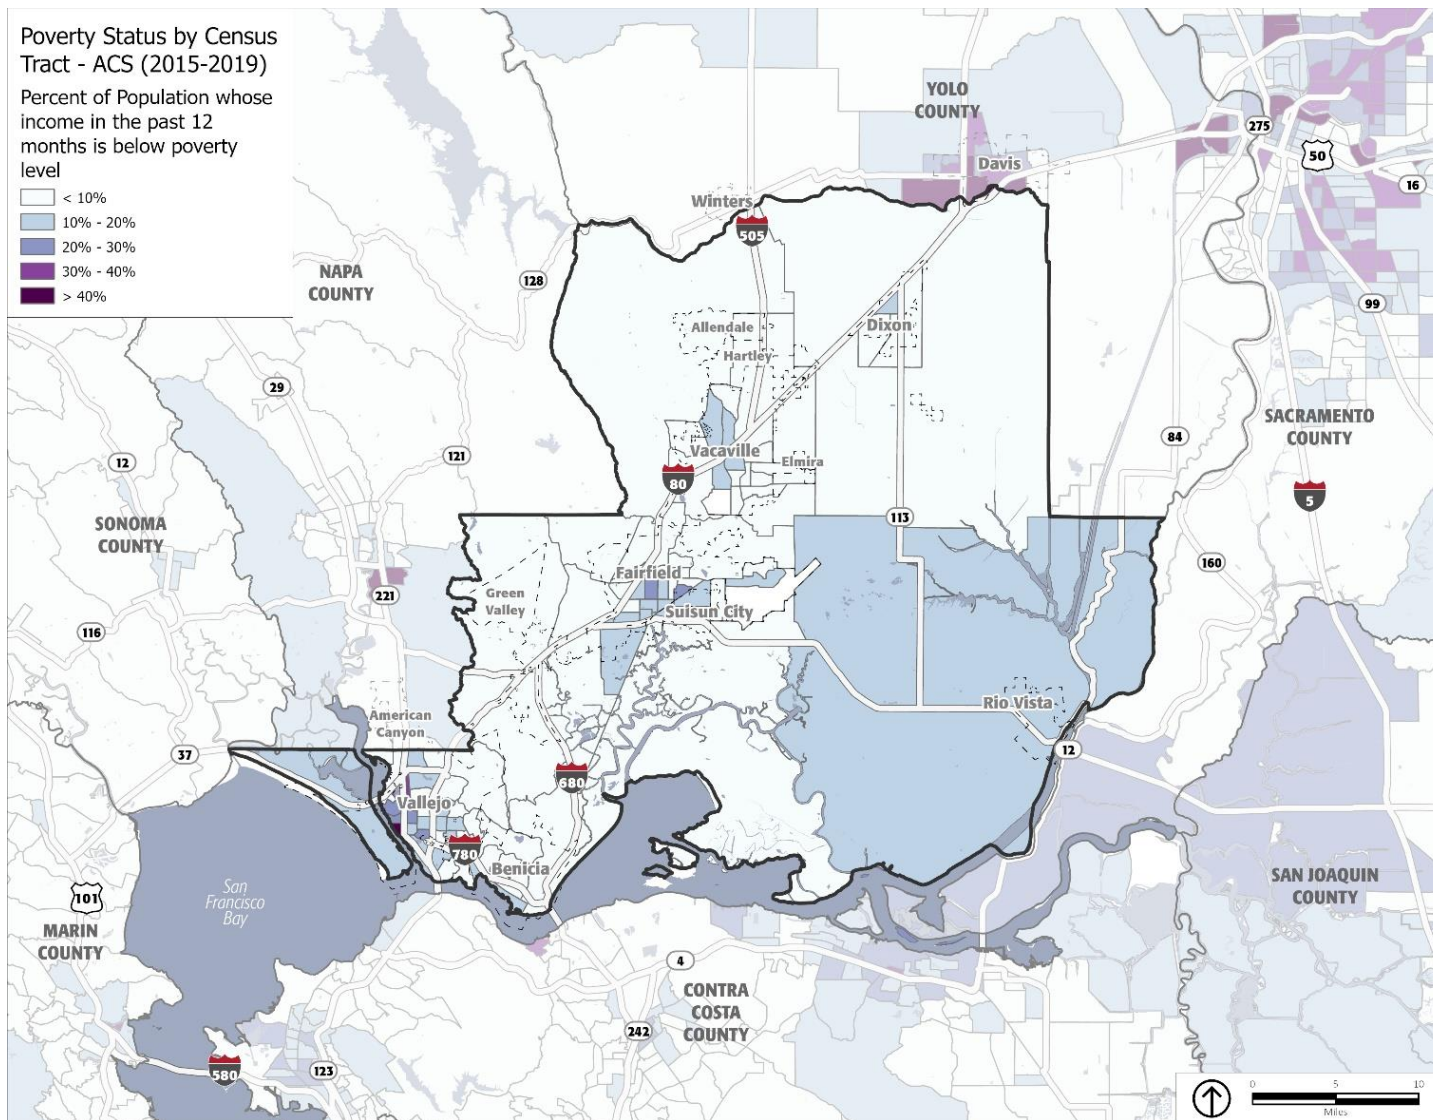 Poverty Status by Census
Tract - ACS (2015-2019)
Percent of Population whose
income in the past 12
months is below poverty
level
< 10%
10% - 20%
20% - 30%
30% - 40%
> 40%
YOLO
COUNTY
275
50
Davis
16
Winters
505
NAPA
COUNTY
128
99
Allendale
Dixon
Hartley
29
SACRAMENTO
COUNTY
84
121
12
Vacaville
Elmira
80
5
SONOMA
COUNTY
113
160
Fairfield
221
Green
Valley
Suisun City
116
American
Canyon
Rio Vista
37
12
680
Vallejo
780
Benicia
San
Francisco
Bay
101
MARIN
COUNTY
SAN JOAQUIN
COUNTY
4
CONTRA
COSTA
COUNTY
242
580
123
0 5 10
Miles